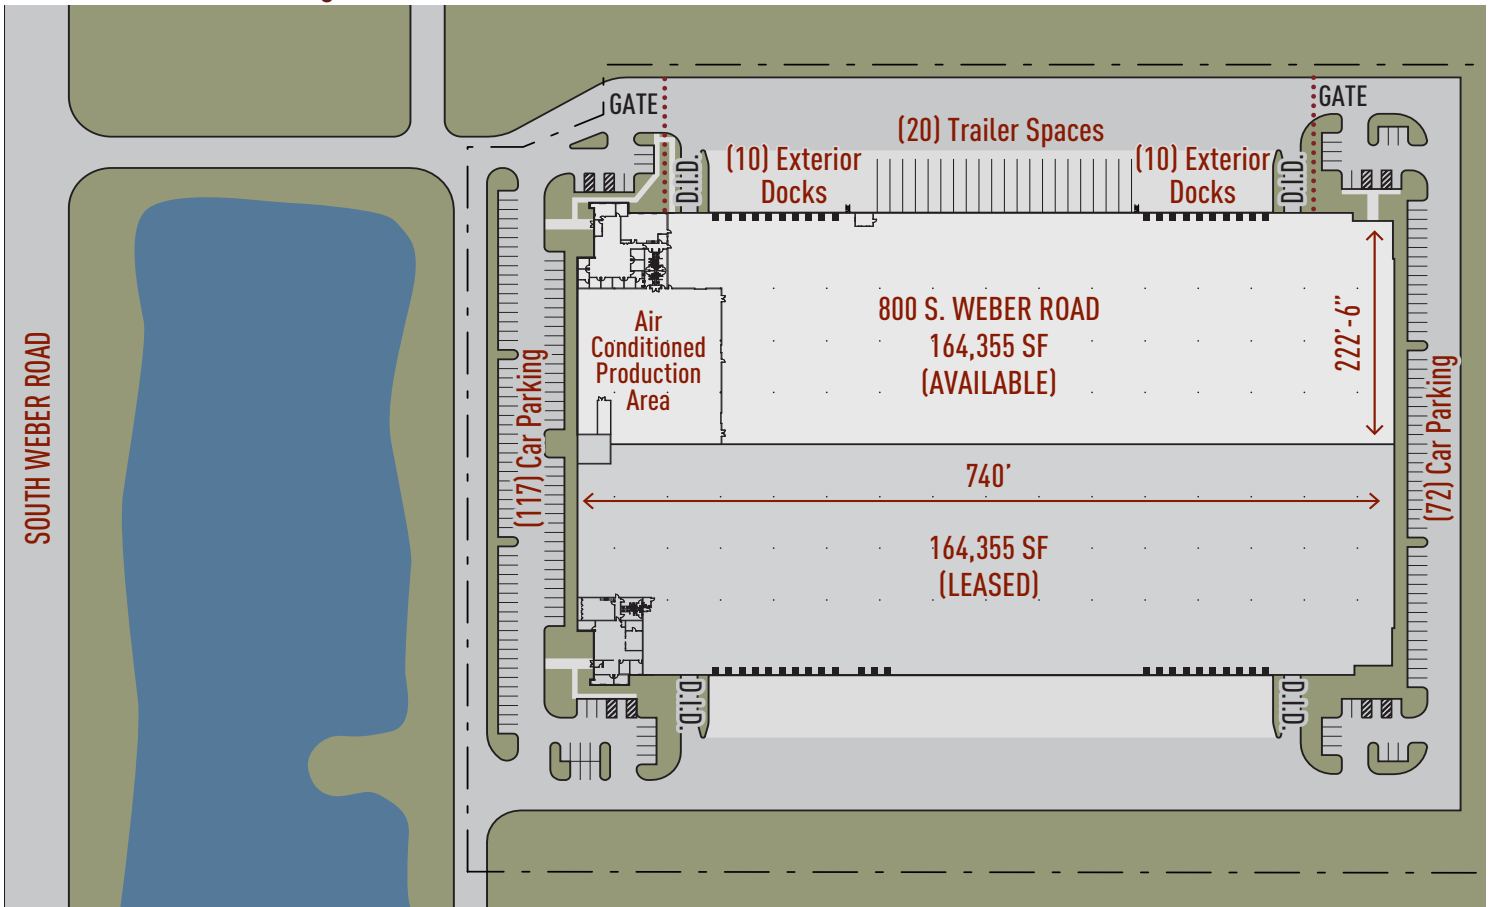 g
GATE
GATE
(20) Trailer Spaces
(10) Exterior
Docks
(10) Exterior
Docks
D.I.D.
D.I.D.
800 S. WEBER ROAD
164,355 SF
(AVAILABLE)
Air
Conditioned
Production
Area
222'-6"
SOUTH WEBER ROAD
(117) Car Parking
(72) Car Parking
740'
164,355 SF
(LEASED)
D.I.D.
D.I.D.